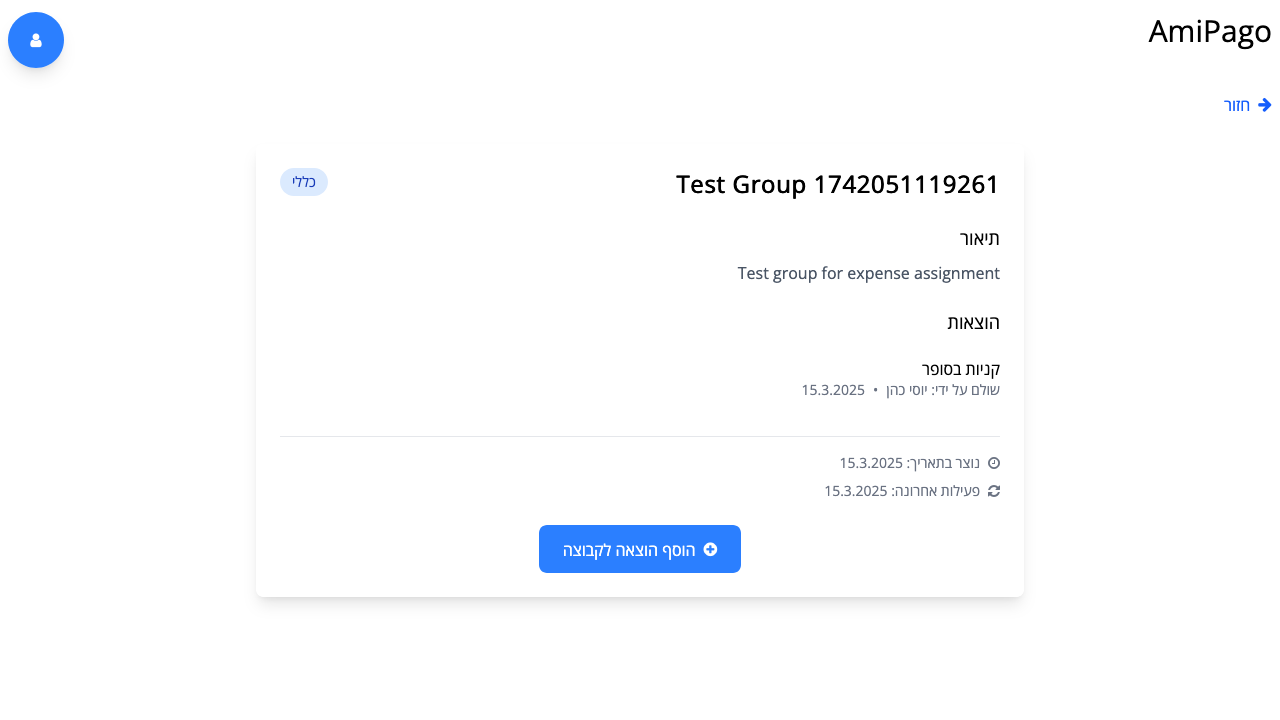 AmiPago
חזור
Test Group 1742051119261
כללי
תיאור
Test group for expense assignment
הוצאות
קניות בסופר
שולם על ידי: יוסי כהן • 15.3.2025
נוצר בתאריך: 15.3.2025
פעילות אחרונה: 15.3.2025
הוסף הוצאה לקבוצה